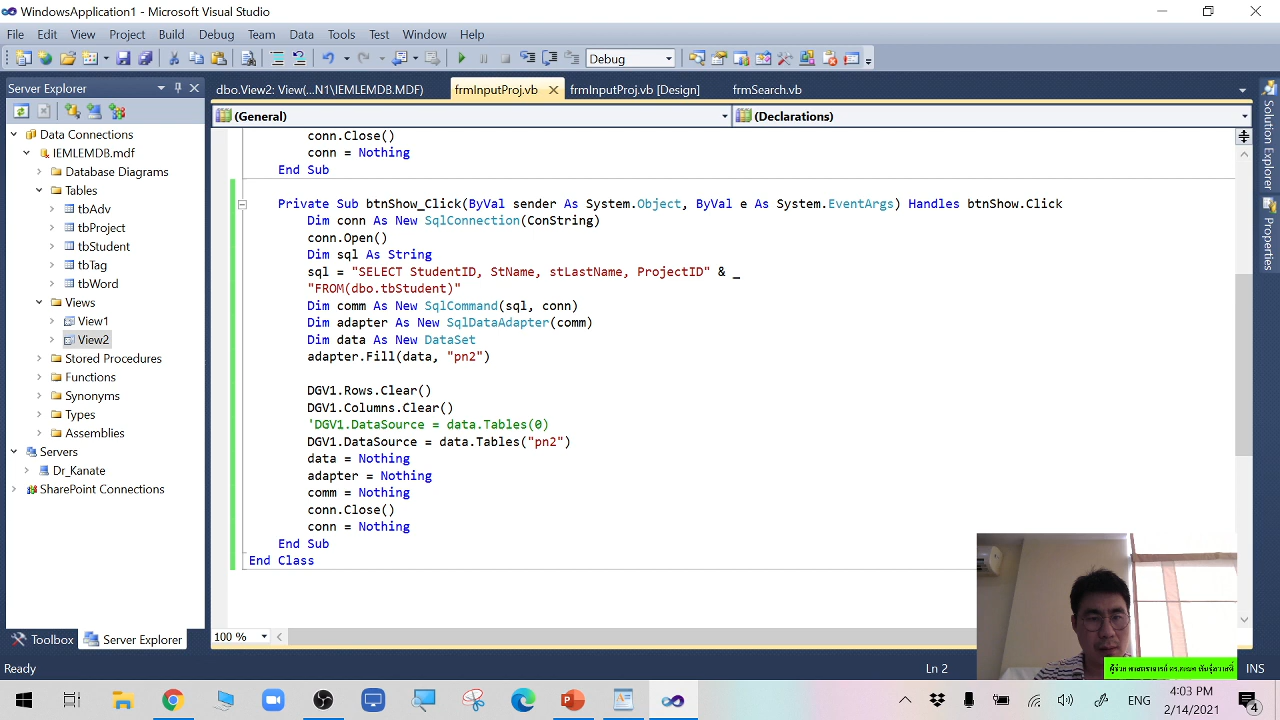 WindowsApplication1 - Microsoft Visual Studio
File Edit View Project Build Debug Team Data Tools Test Window Help
Debug
Server Explorer
dbo.View2: View(...N1\IEMLEMDB.MDF) frmInputProj.vb frmInputProj.vb [Design] frmSearch.vb
(General) (Declarations)
Data Connections
IEMLEMDB.mdf
Database Diagrams
Tables
tbAdv
tbProject
tbStudent
tbTag
tbWord
Views
View1
View2
Stored Procedures
Functions
Synonyms
Types
Assemblies
Servers
Dr_Kanate
SharePoint Connections
Toolbox Server Explorer
conn.Close()
conn = Nothing
End Sub
Private Sub btnShow_Click(ByVal sender As System.Object, ByVal e As System.EventArgs) Handles btnShow.Click
Dim conn As New SqlConnection(ConString)
conn.Open()
Dim sql As String
sql = "SELECT StudentID, StName, stLastName, ProjectID" & _
"FROM(dbo.tbStudent)"
Dim comm As New SqlCommand(sql, conn)
Dim adapter As New SqlDataAdapter(comm)
Dim data As New DataSet
adapter.Fill(data, "pn2")
DGV1.Rows.Clear()
DGV1.Columns.Clear()
'DGV1.DataSource = data.Tables(0)
DGV1.DataSource = data.Tables("pn2")
data = Nothing
adapter = Nothing
comm = Nothing
conn.Close()
conn = Nothing
End Sub
End Class
100 %
Solution Explorer
Properties
Ready Ln 2 INS
ENG
4:03 PM
2/14/2021
4